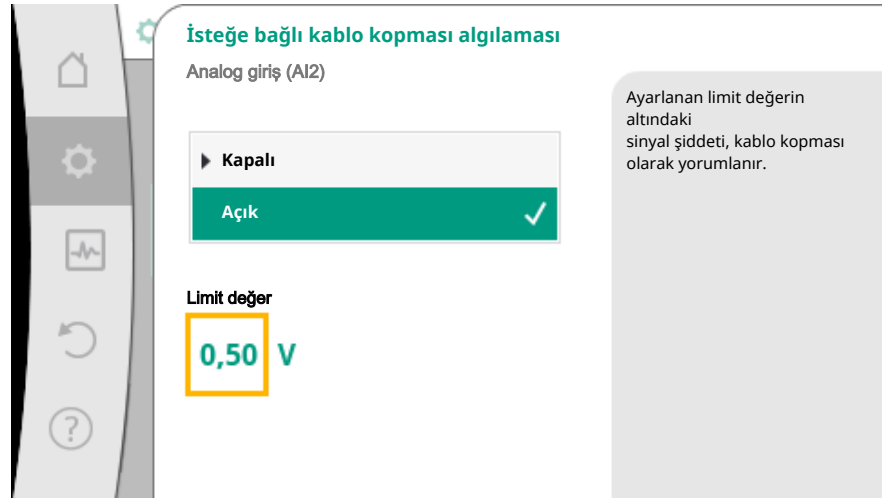 İsteğe bağlı kablo kopması algılaması
Analog giriş (AI2)
Kapalı
Açık
Limit değer
0,50 V
Ayarlanan limit değerin
altındaki
sinyal şiddeti, kablo kopması
olarak yorumlanır.